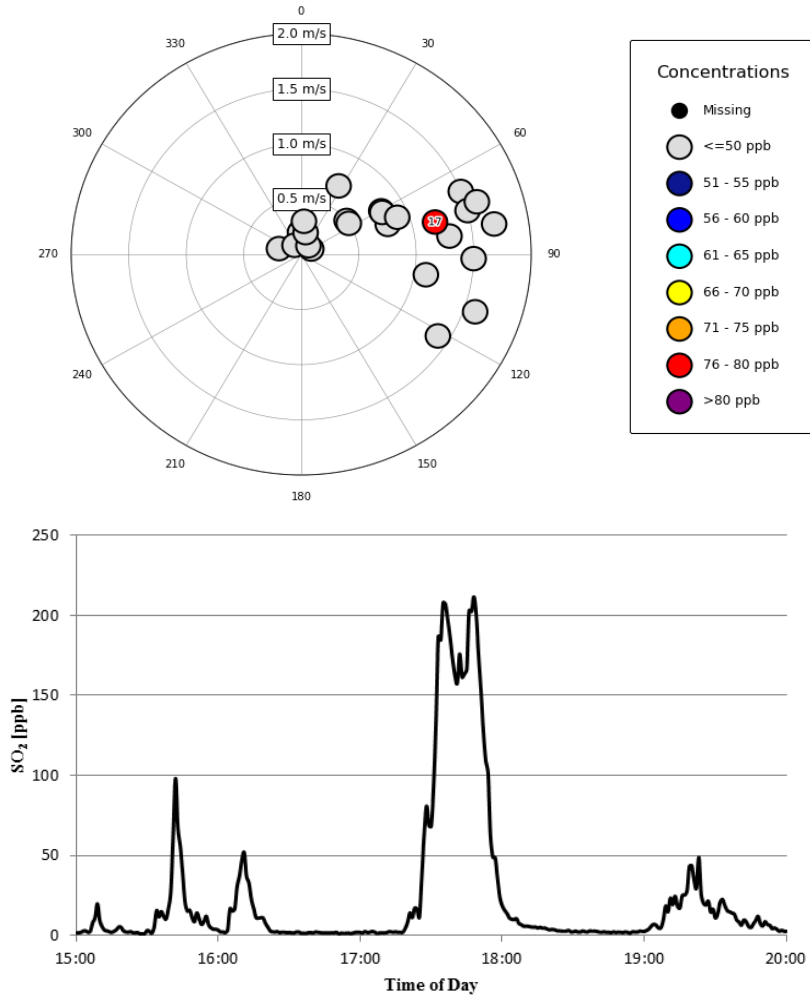 0
2.0 m/s
330
30
1.5 m/s
Concentrations
Missing
300
1.0 m/s
60
<=50 ppb
51 - 55 ppb
0.5 m/s
56 - 60 ppb
17
270
90
61 - 65 ppb
66 - 70 ppb
71 - 75 ppb
240
120
76 - 80 ppb
>80 ppb
210
150
180
250
200
150
100
50
0
SO2 [ppb]
15:00 16:00 17:00 18:00 19:00 20:00
Time of Day